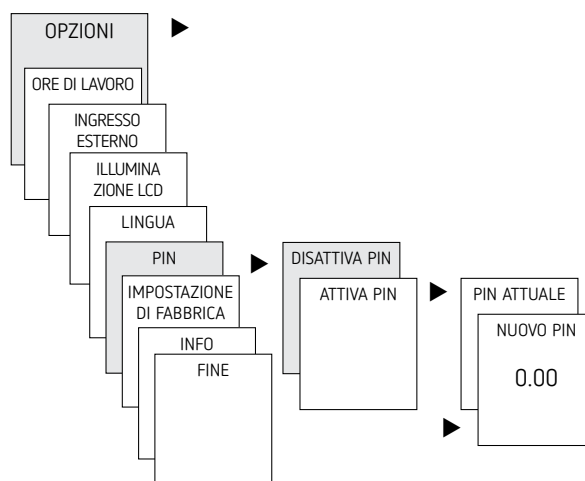 OPZIONI
ORE DI LAVORO
INGRESSO
ESTERNO
ILLUMINA
ZIONE LCD
LINGUA
PIN
IMPOSTAZIONE
DI FABBRICA
INFO
FINE
DISATTIVA PIN
ATTIVA PIN
PIN ATTUALE
NUOVO PIN
0.00